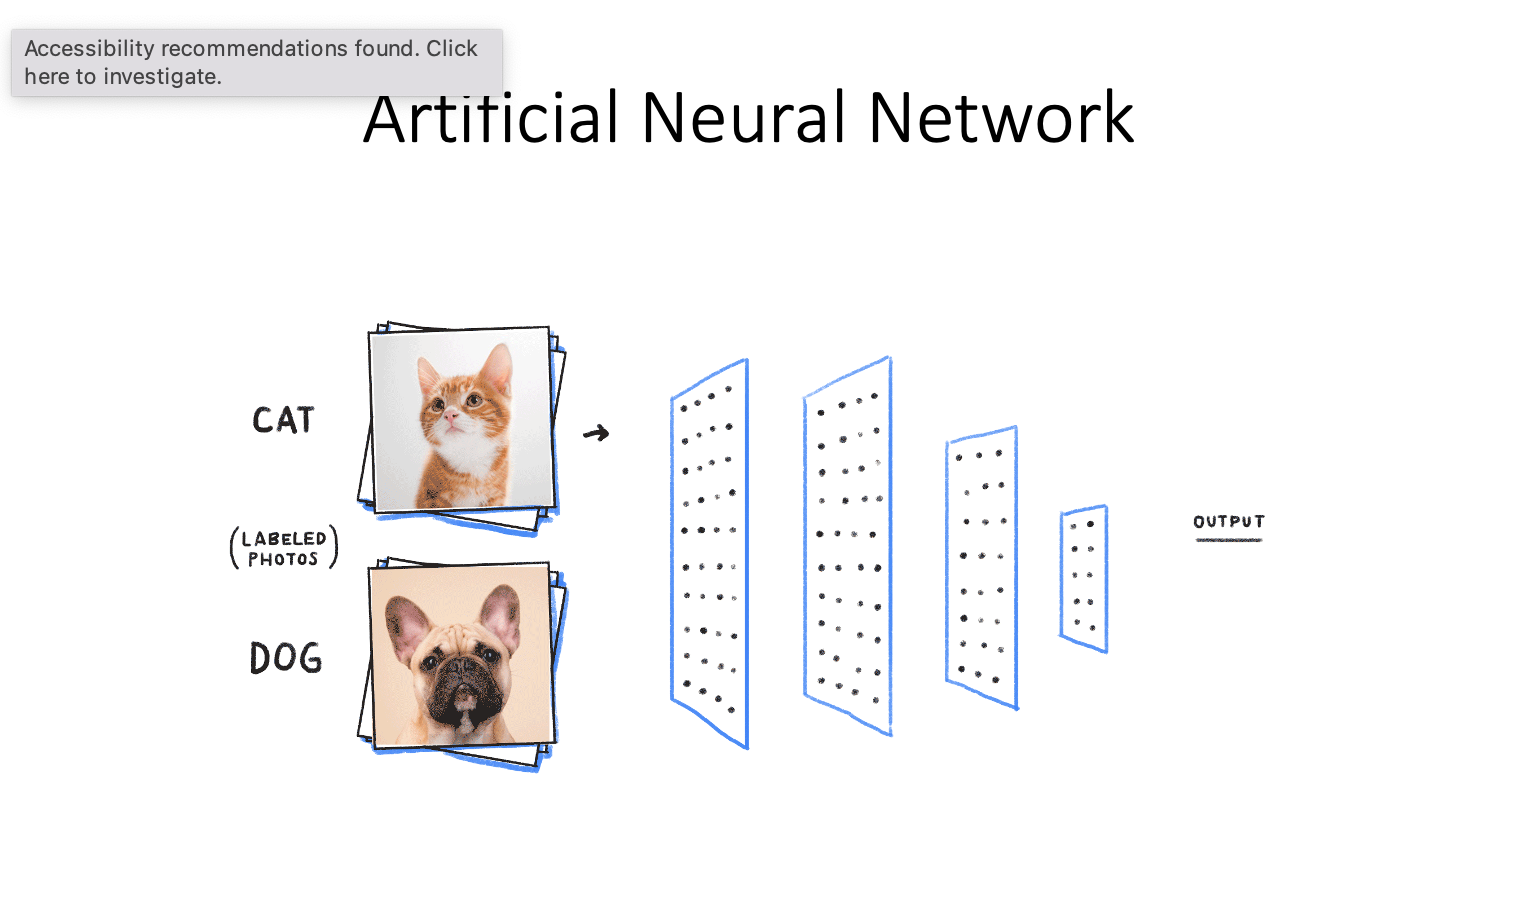 Accessibility recommendations found. Click
here to investigate.
Artificial Neural Network
CAT
(LABELED
PHOTOS)
DOG
OUTPUT